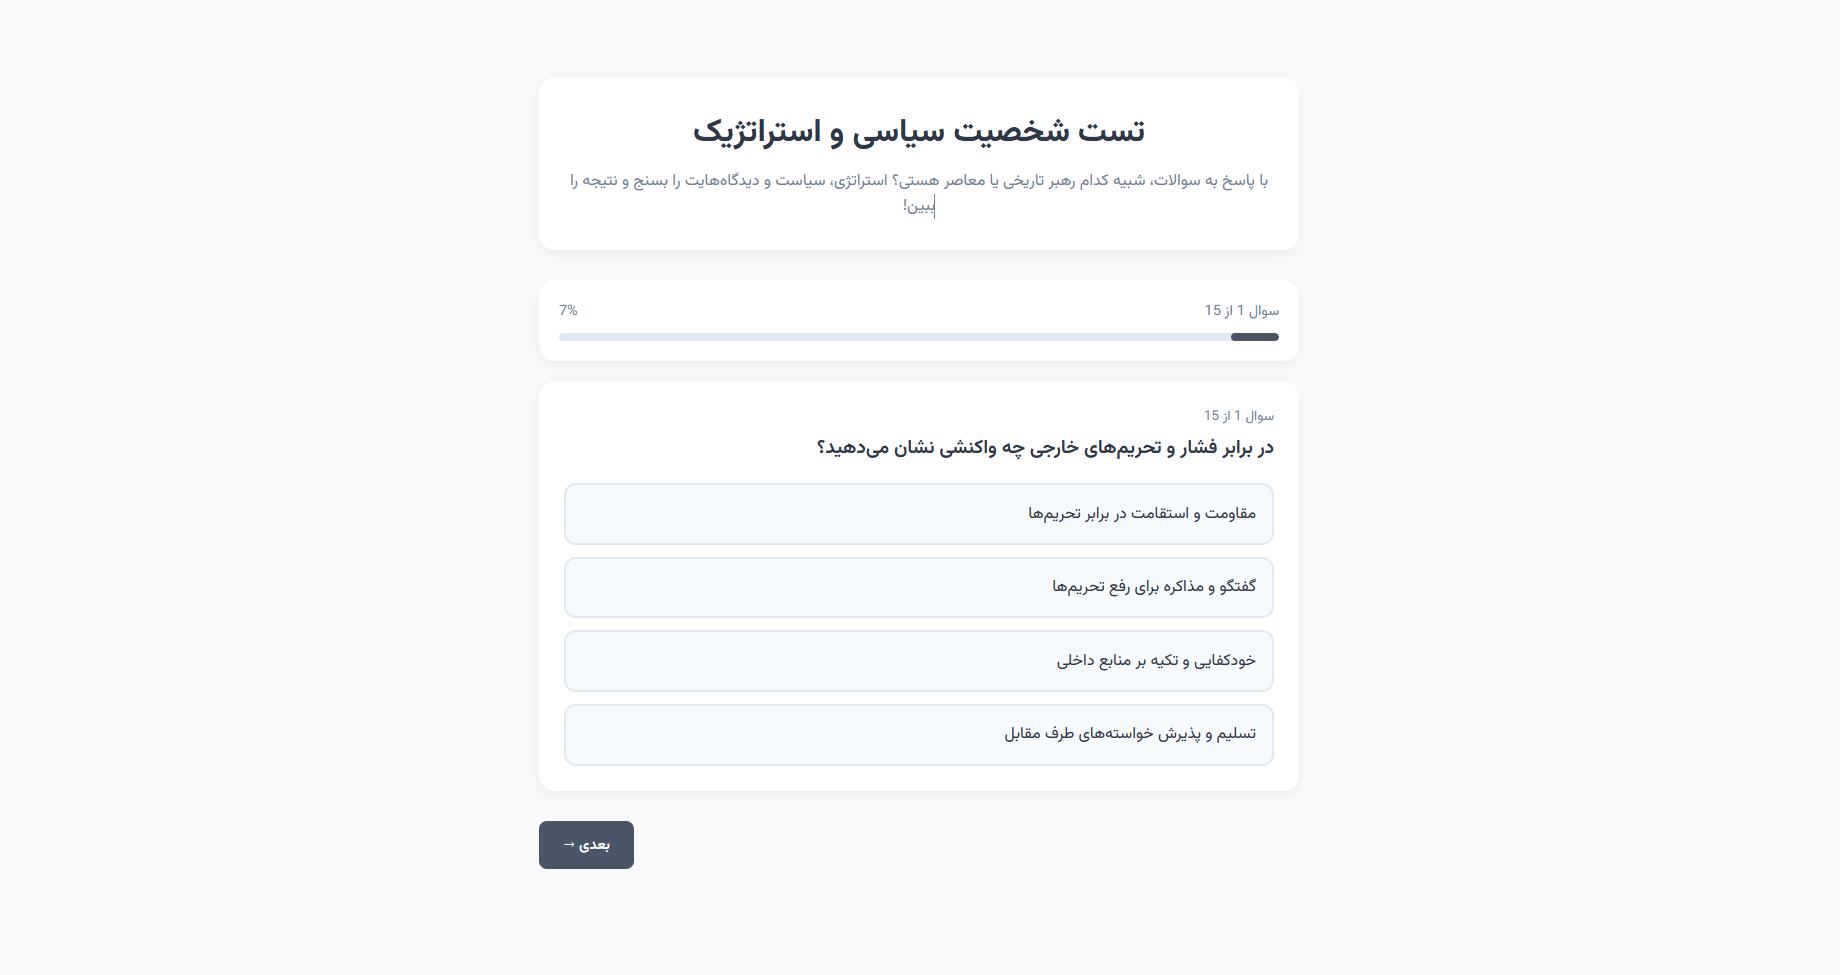 تست شخصیت سیاسی و استراتژیک
با پاسخ به سوالات، شبیه کدام رهبر تاریخی یا معاصر هستی؟ استراتژی، سیاست و دیدگاه‌هایت را بسنج و نتیجه را
ببین!
سوال 1 از 15
7%
سوال 1 از 15
در برابر فشار و تحریم‌های خارجی چه واکنشی نشان می‌دهید؟
مقاومت و استقامت در برابر تحریم‌ها
گفتگو و مذاکره برای رفع تحریم‌ها
خودکفایی و تکیه بر منابع داخلی
تسلیم و پذیرش خواسته‌های طرف مقابل
بعدی →